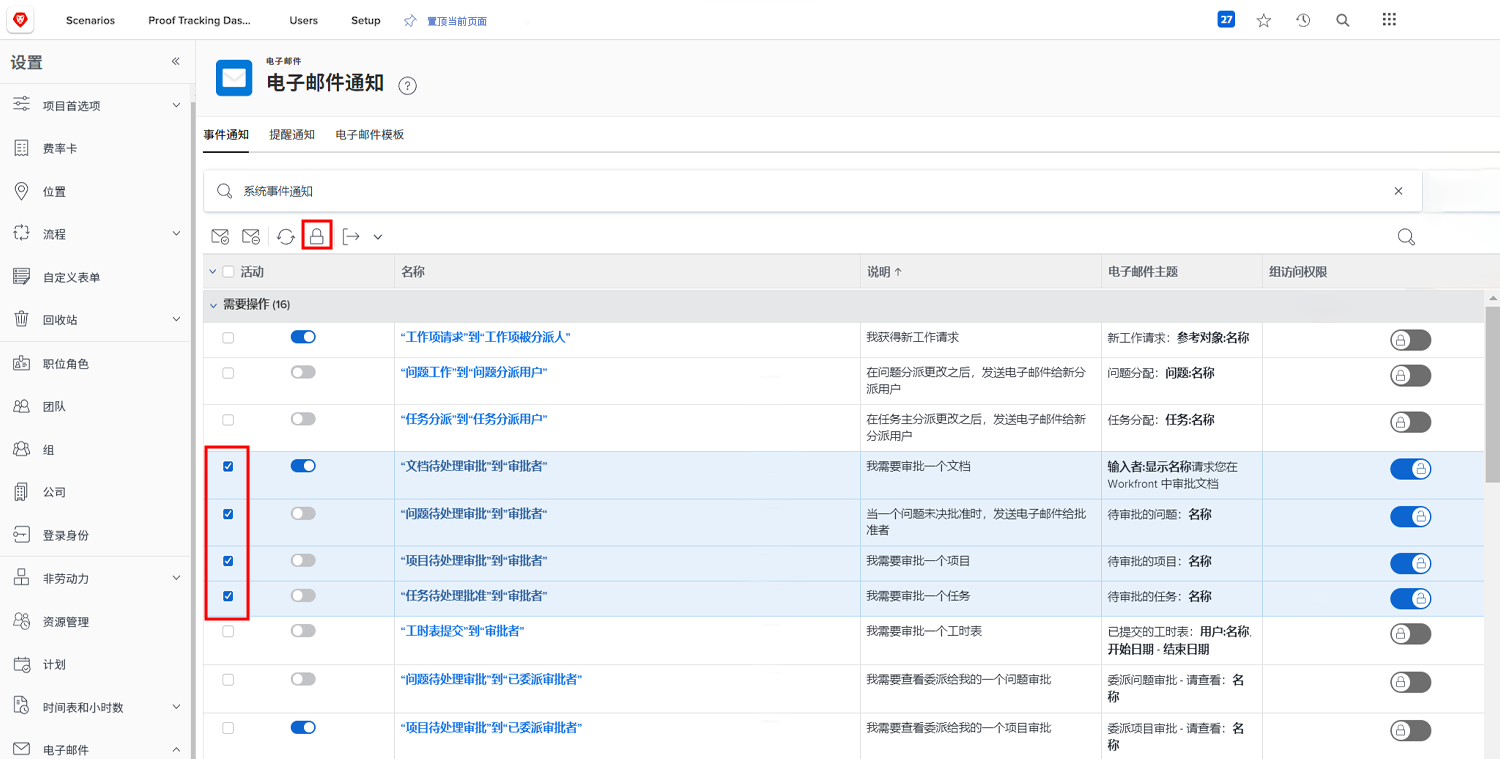 Scenarios
Proof Tracking Das...
Users
Setup
置顶当前页面
27
设置
电子邮件
电子邮件通知
?
项目首选项
费率卡
位置
流程
自定义表单
回收站
职位角色
团队
组
公司
登录身份
非劳动力
资源管理
计划
时间表和小时数
电子邮件
事件通知
提醒通知
电子邮件模板
系统事件通知
活动
名称
说明
电子邮件主题
组访问权限
需要操作 (16)
“工作项请求”到“工作项被分派人”
我获得新工作请求
新工作请求：参考对象:名称
“问题工作”到“问题分派用户”
在问题分派更改之后，发送电子邮件给新分
派用户
问题分配：问题:名称
“任务分派”到“任务分派用户”
在任务主分派更改之后，发送电子邮件给新
分派用户
任务分配：任务:名称
“文档待处理审批”到“审批者”
我需要审批一个文档
输入者:显示名称请求您在
Workfront 中审批文档
“问题待处理审批”到“审批者“
当一个问题未决批准时，发送电子邮件给批
准者
待审批的问题：名称
“项目待处理审批”到“审批者”
我需要审批一个项目
待审批的项目：名称
“任务待处理批准”到“审批者”
我需要审批一个任务
待审批的任务：名称
“工时表提交”到“审批者”
我需要审批一个工时表
已提交的工时表：用户:名称,
开始日期 - 结束日期
“问题待处理审批”到“已委派审批者”
我需要查看委派给我的一个问题审批
委派问题审批 - 请查看：名
称
“项目待处理审批”到“已委派审批者”
我需要查看委派给我的一个项目审批
委派项目审批 - 请查看：名
称